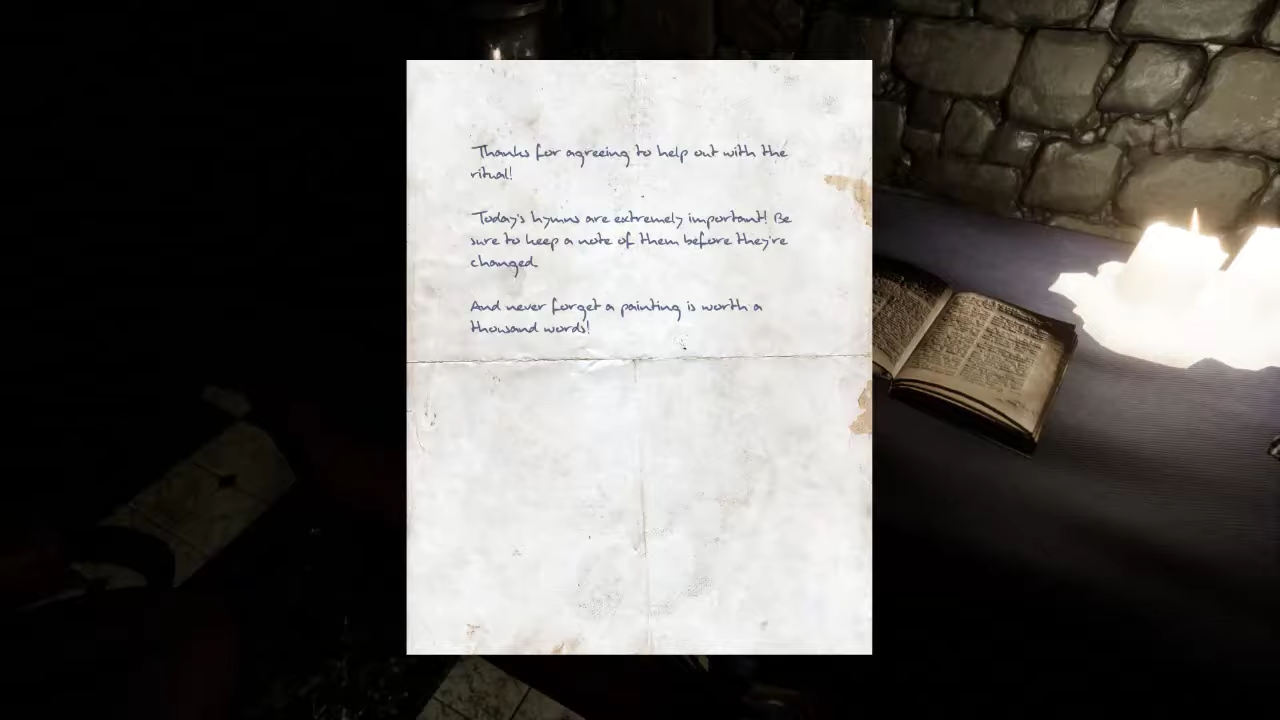 Thanks for agreeing to help out with the
ritual!
Today's hymns are extremely important! Be
sure to keep a note of them before they're
changed.
And never forget a painting is worth a
thousand words!